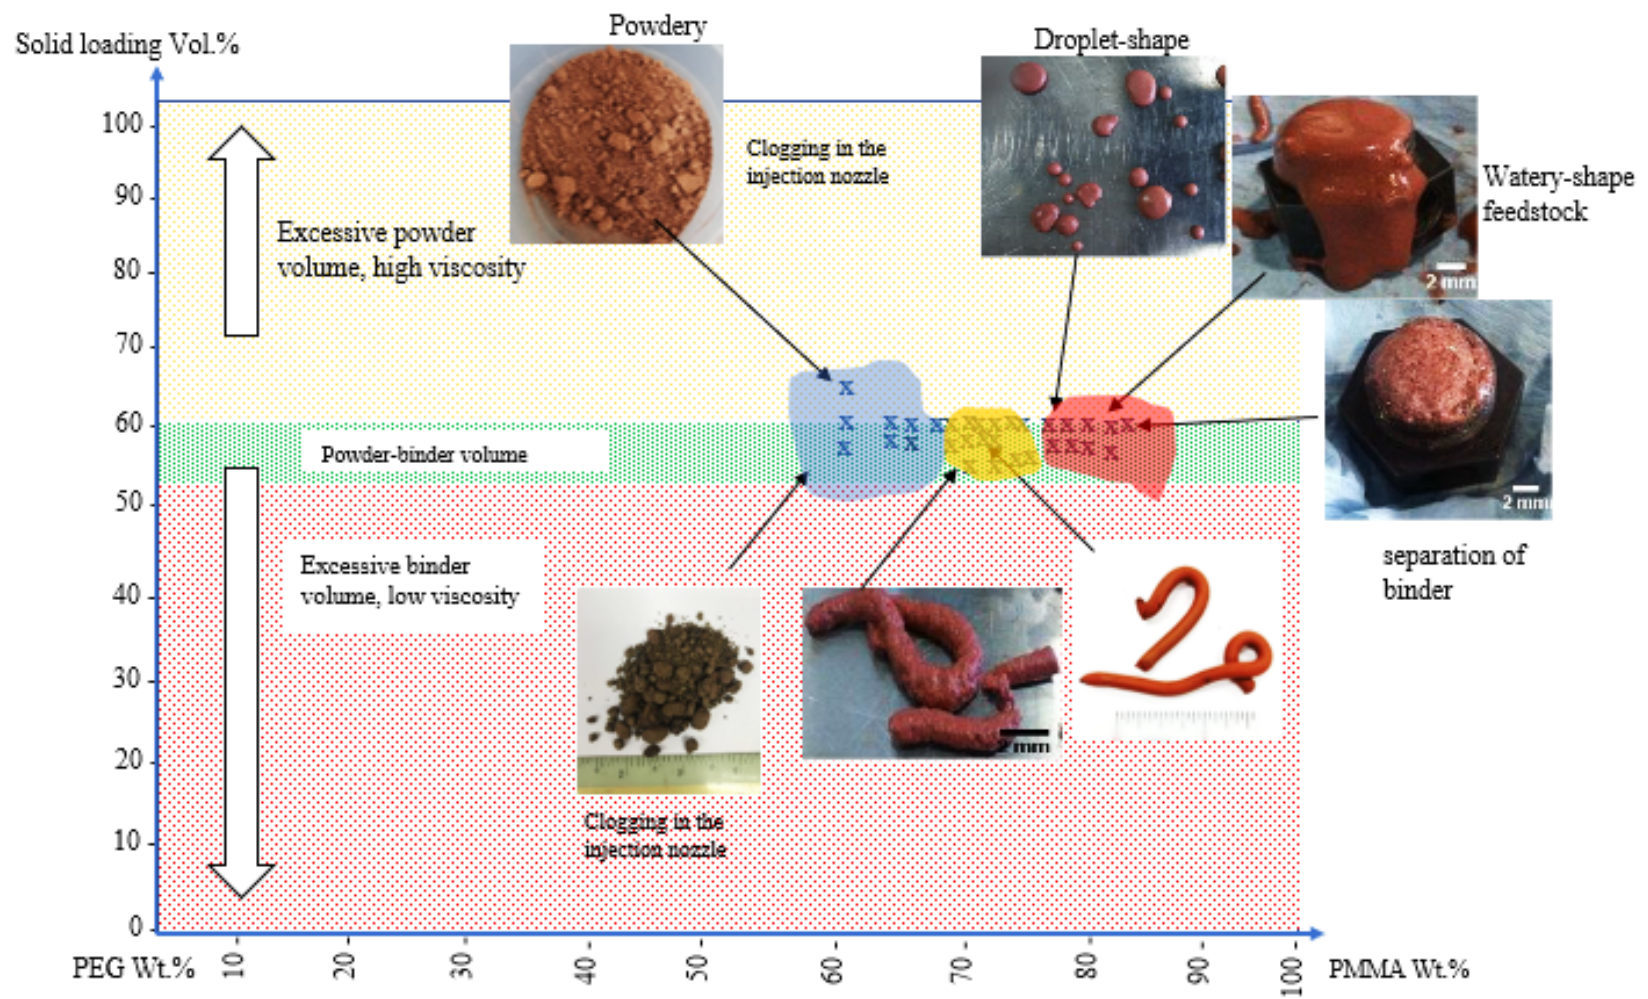 Powdery
Solid loading Vol.%
Droplet-shape
100
Clogging in the
injection nozzle
Watery-shape
feedstock
90
Excessive powder
volume, high viscosity
80
2 mm
70
X
60
X X X X X X X X X X X X X X X
X X X X X X X X X X X
Powder-binder volume
50
2 mm
Excessive binder
volume, low viscosity
separation of
binder
40
30
2 mm
20
Clogging in the
injection nozzle
10
0
PEG Wt.%
10
20
30
40
50
60
70
80
90
100
PMMA Wt.%